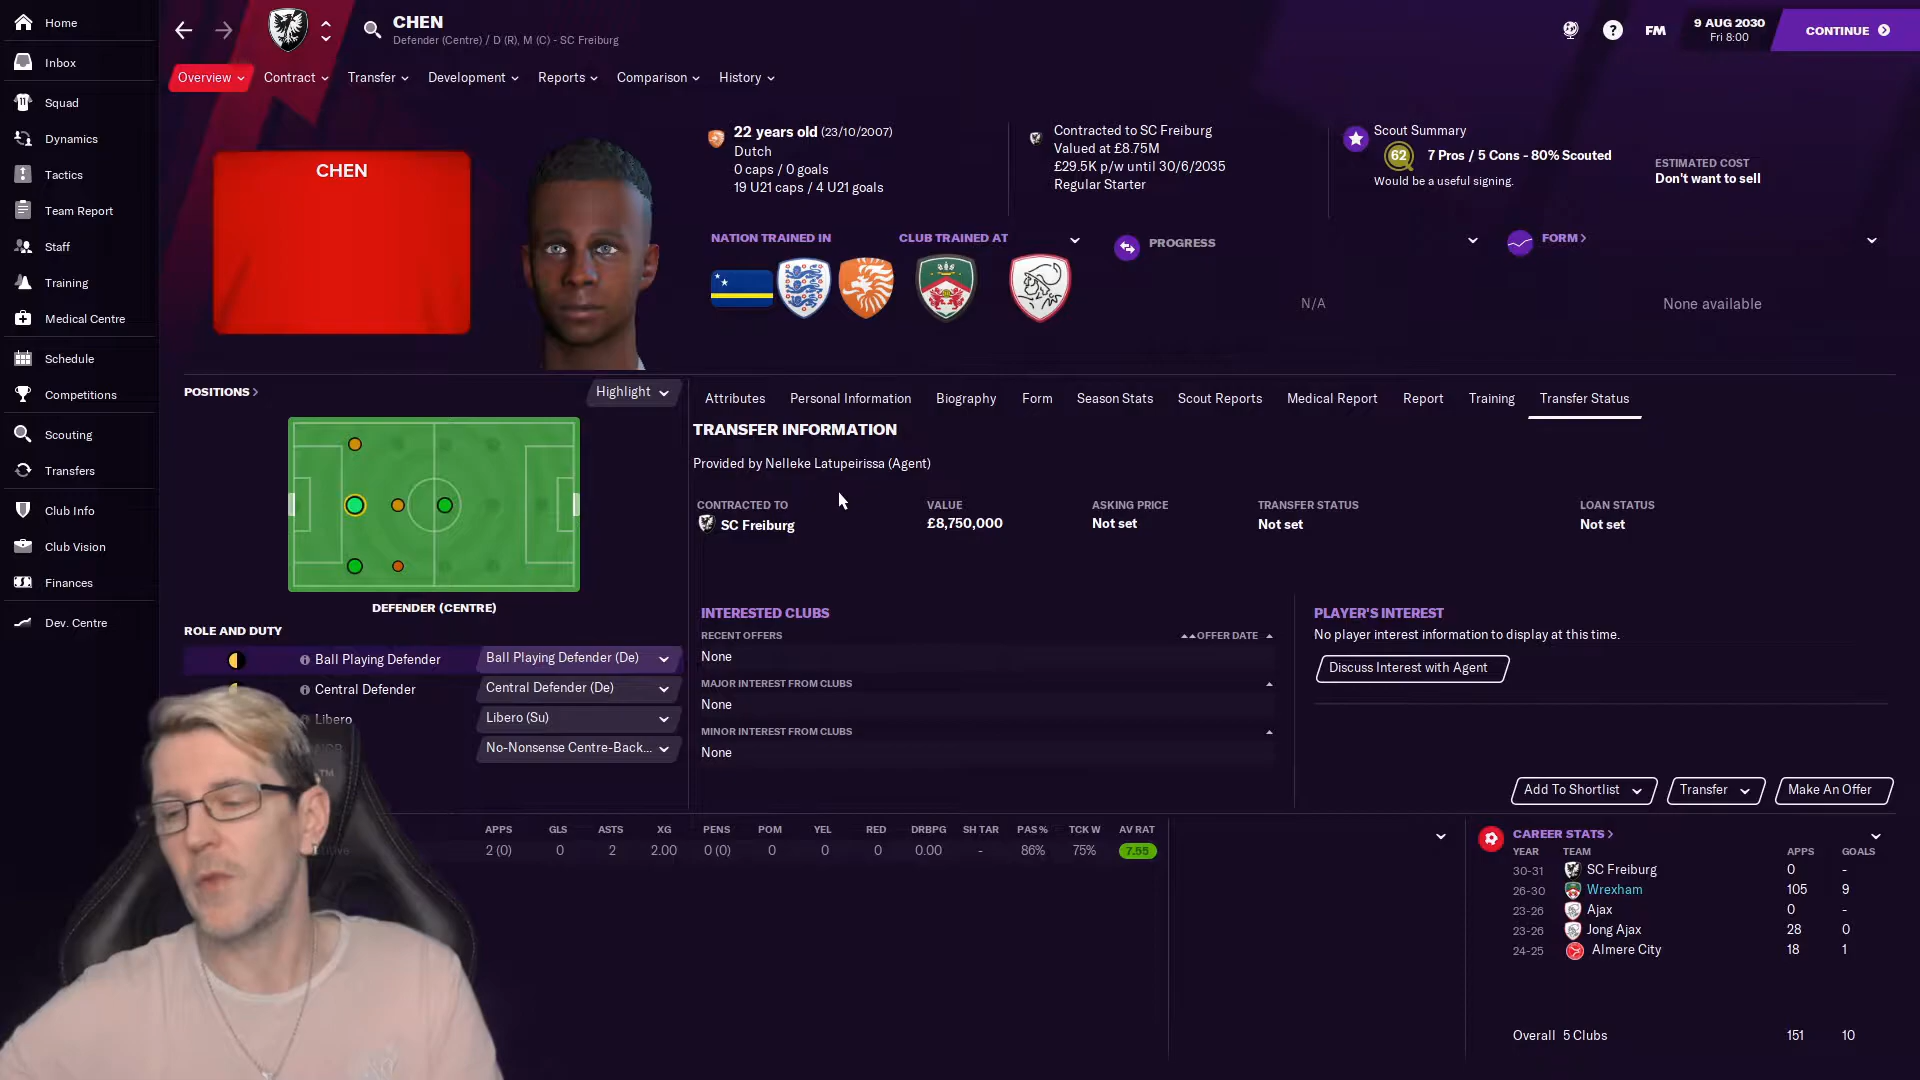 Home
Inbox
Squad
Dynamics
Tactics
Team Report
Staff
Training
Medical Centre
Schedule
Competitions
Scouting
Transfers
Club Info
Club Vision
Finances
Dev. Centre
CHEN
Defender (Centre) / D (R), M (C) - SC Freiburg
FM
9 AUG 2030
Fri 8:00
CONTINUE
Overview
Contract
Transfer
Development
Reports
Comparison
History
CHEN
22 years old (23/10/2007)
Dutch
0 caps / 0 goals
19 U21 caps / 4 U21 goals
Contracted to SC Freiburg
Valued at £8.75M
£29.5K p/w until 30/6/2035
Regular Starter
Scout Summary
62
7 Pros / 5 Cons - 80% Scouted
Would be a useful signing.
ESTIMATED COST
Don't want to sell
NATION TRAINED IN
CLUB TRAINED AT
PROGRESS
N/A
FORM
None available
POSITIONS
Highlight
DEFENDER (CENTRE)
ROLE AND DUTY
Ball Playing Defender
Ball Playing Defender (De)
Central Defender
Central Defender (De)
Libero
Libero (Su)
NCB
No-Nonsense Centre-Back...
Attributes
Personal Information
Biography
Form
Season Stats
Scout Reports
Medical Report
Report
Training
Transfer Status
TRANSFER INFORMATION
Provided by Nelleke Latupeirissa (Agent)
CONTRACTED TO
VALUE
ASKING PRICE
TRANSFER STATUS
LOAN STATUS
SC Freiburg
£8,750,000
Not set
Not set
Not set
INTERESTED CLUBS
RECENT OFFERS
OFFER DATE
None
MAJOR INTEREST FROM CLUBS
None
MINOR INTEREST FROM CLUBS
None
PLAYER'S INTEREST
No player interest information to display at this time.
Discuss Interest with Agent
Add To Shortlist
Transfer
Make An Offer
APPS GLS ASTS XG PENS POM YEL RED DRBPG SH TAR PAS % TCK W AV RAT
2 (0) 0 2 2.00 0 (0) 0 0 0 0.00 - 86% 75% 7.55
CAREER STATS
YEAR TEAM APPS GOALS
30-31 SC Freiburg 0 -
26-30 Wrexham 105 9
23-26 Ajax 0 -
23-26 Jong Ajax 28 0
24-25 Almere City 18 1
Overall 5 Clubs 151 10